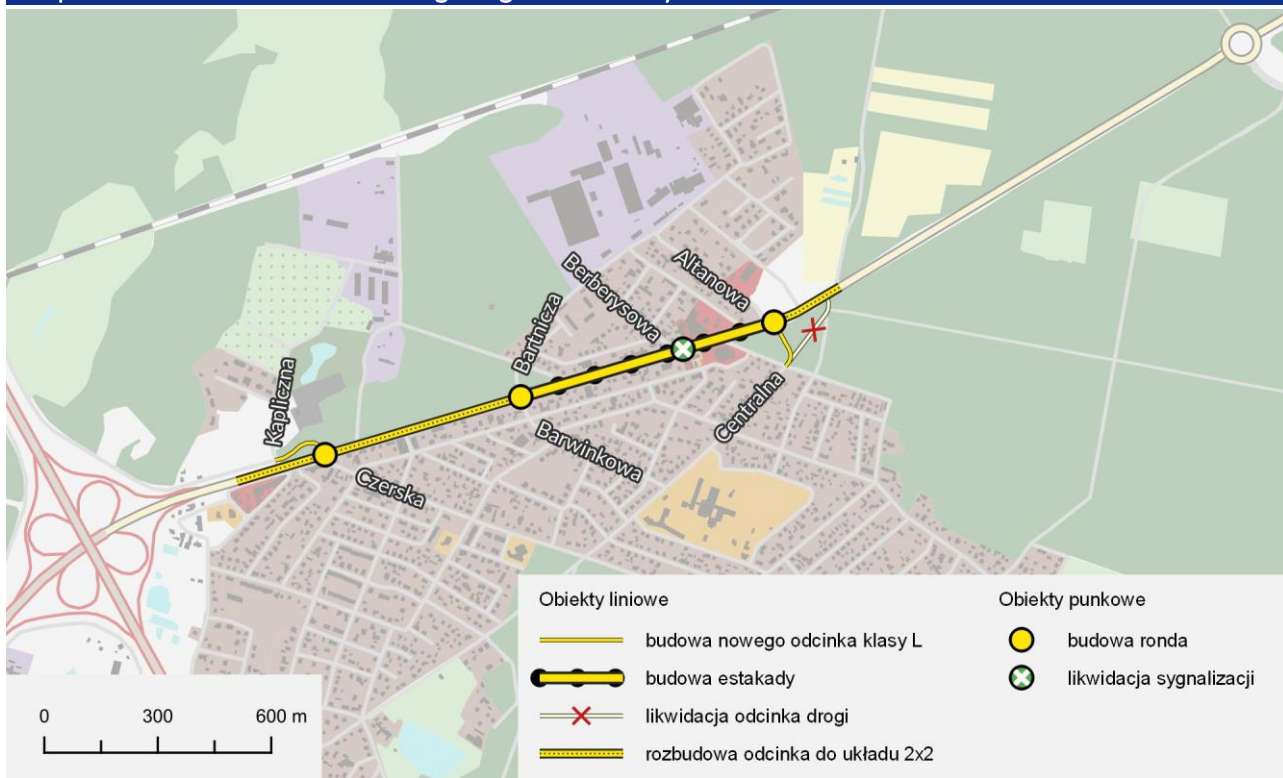 Altanowa
Berberysowa
Bartnicza
Kapliczna
Centralna
Barwinkowa
Czerska
Obiekty liniowe
budowa nowego odcinka klasy L
budowa estakady
likwidacja odcinka drogi
rozbudowa odcinka do układu 2x2
Obiekty punkowe
budowa ronda
likwidacja sygnalizacji
0 300 600 m